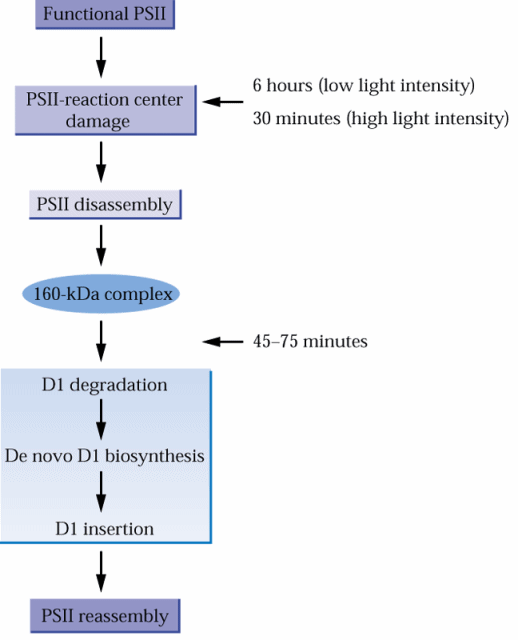 Functional PSII
PSII-reaction center
damage
6 hours (low light intensity)
30 minutes (high light intensity)
PSII disassembly
160-kDa complex
45–75 minutes
D1 degradation
De novo D1 biosynthesis
D1 insertion
PSII reassembly